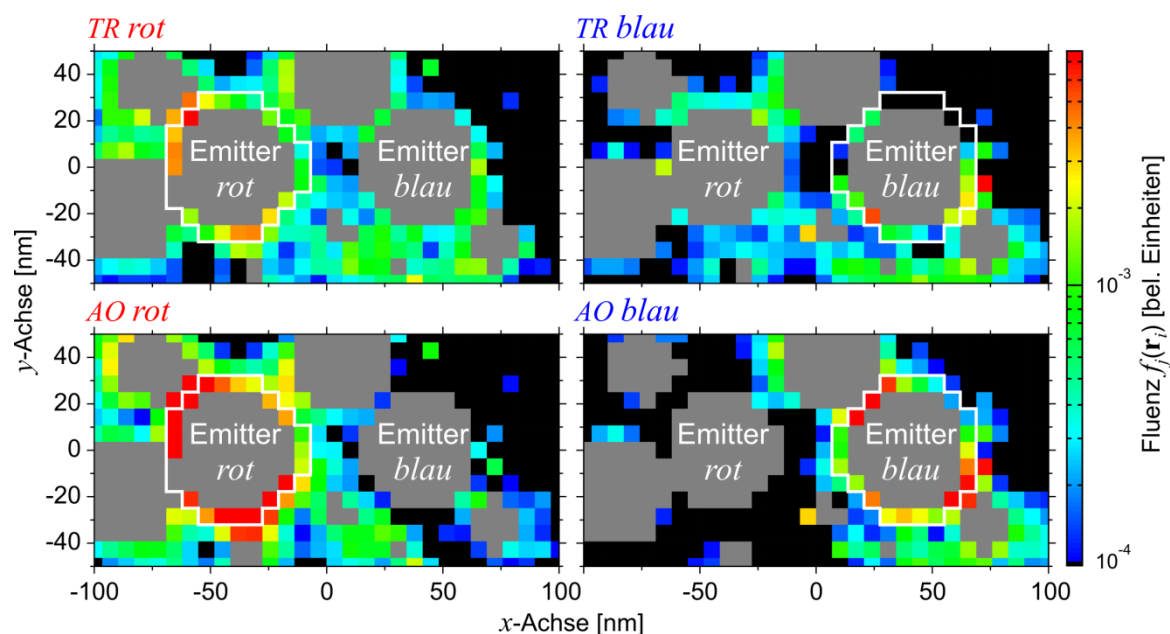 TR rot
TR blau
40
20
0
-20
-40
Emitter
rot
Emitter
blau
Emitter
rot
Emitter
blau
AO rot
AO blau
40
20
0
-20
-40
Emitter
rot
Emitter
blau
Emitter
rot
Emitter
blau
-100 -50 0 50 100
-50 0 50 100
y-Achse [nm]
x-Achse [nm]
10⁻³
10⁻⁴
Fluenz fⱼ(rᵢ) [bel. Einheiten]